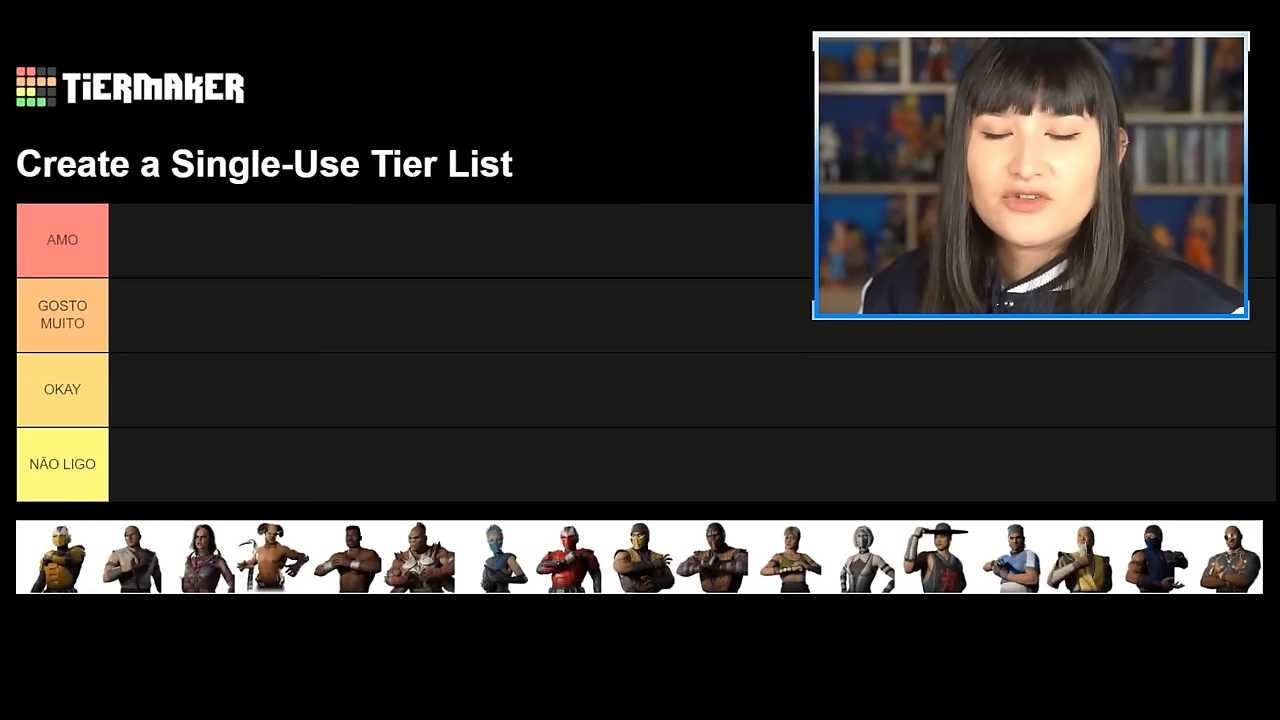 TiERMAKER
Create a Single-Use Tier List
AMO
GOSTO
MUITO
OKAY
NÃO LIGO